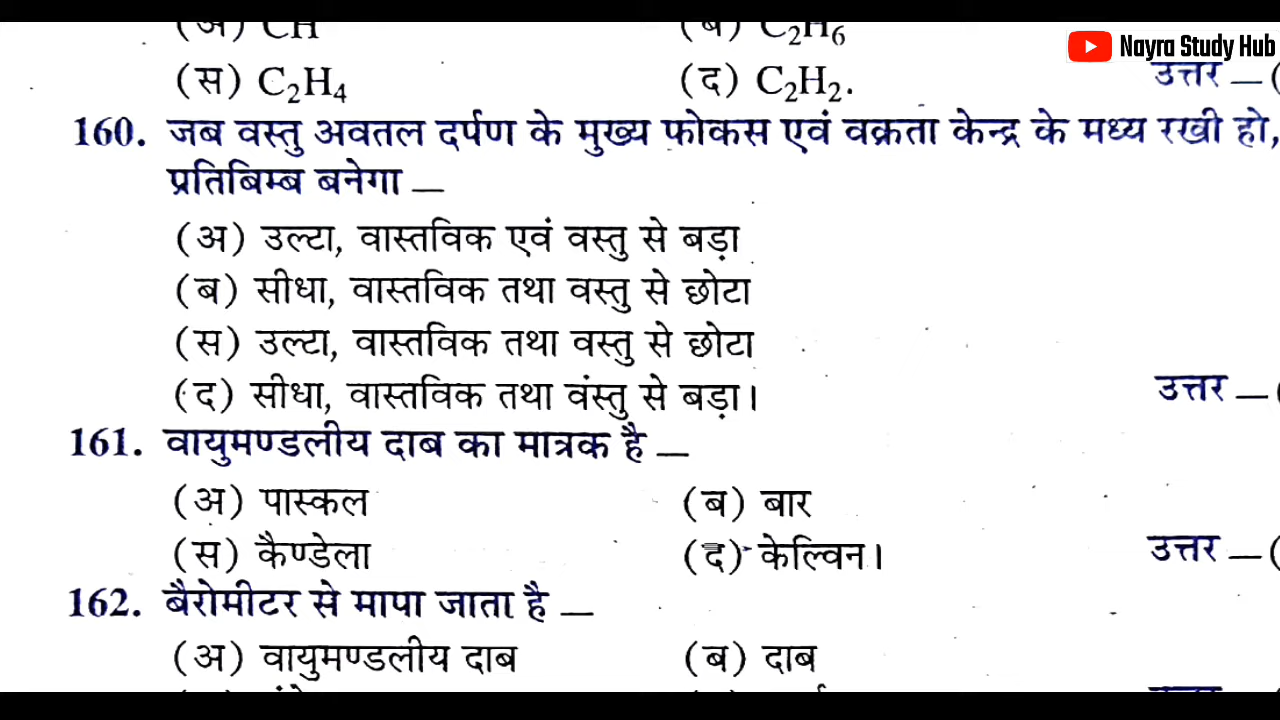 (अ) CH (ब) C₂H₆
Nayra Study Hub
(स) C₂H₄ (द) C₂H₂. उत्तर – (
160. जब वस्तु अवतल दर्पण के मुख्य फोकस एवं वक्रता केन्द्र के मध्य रखी हो,
प्रतिबिम्ब बनेगा –
(अ) उल्टा, वास्तविक एवं वस्तु से बड़ा
(ब) सीधा, वास्तविक तथा वस्तु से छोटा
(स) उल्टा, वास्तविक तथा वस्तु से छोटा
(द) सीधा, वास्तविक तथा वंस्तु से बड़ा। उत्तर – (
161. वायुमण्डलीय दाब का मात्रक है –
(अ) पास्कल (ब) बार
(स) कैण्डेला (द) केल्विन। उत्तर – (
162. बैरोमीटर से मापा जाता है –
(अ) वायुमण्डलीय दाब (ब) दाब